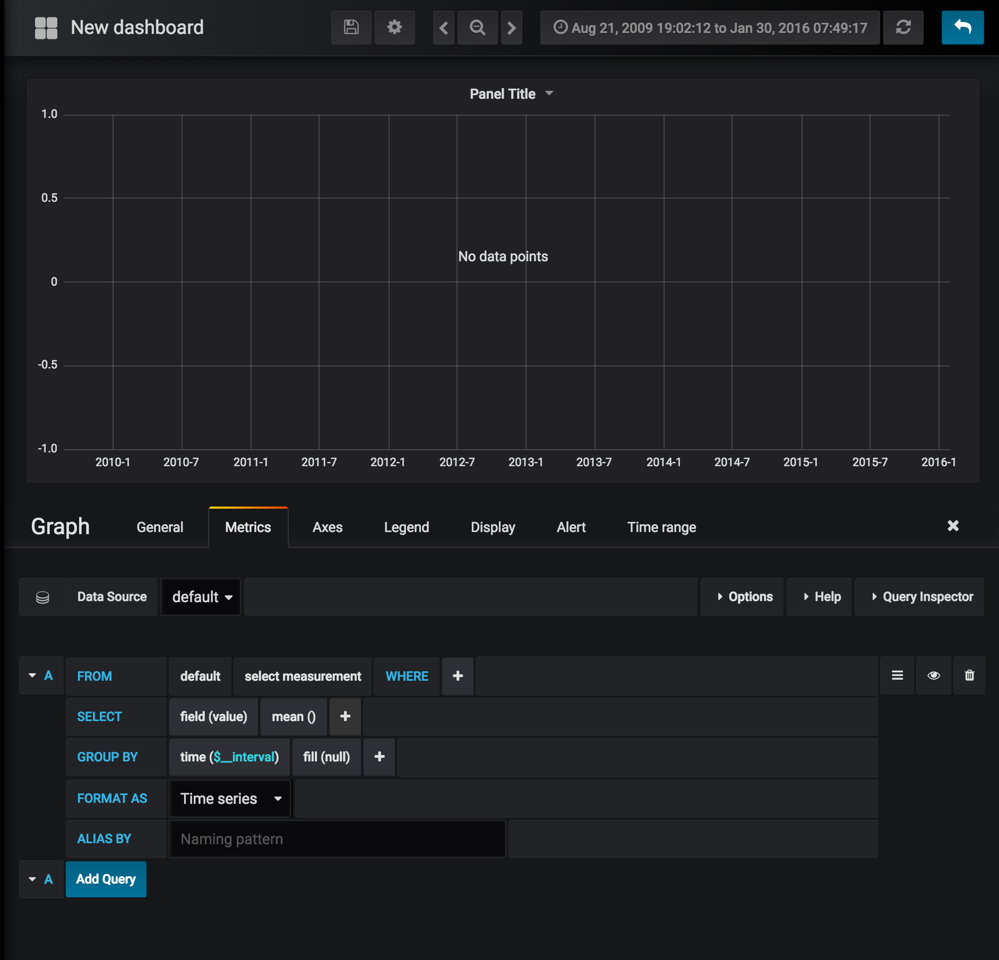 New dashboard
Aug 21, 2009 19:02:12 to Jan 30, 2016 07:49:17
Panel Title
1.0
0.5
No data points
0
-0.5
-1.0
2010-1 2010-7 2011-1 2011-7 2012-1 2012-7 2013-1 2013-7 2014-1 2014-7 2015-1 2015-7 2016-1
Graph General Metrics Axes Legend Display Alert Time range
Data Source default Options Help Query Inspector
A FROM default select measurement WHERE +
SELECT field (value) mean () +
GROUP BY time ($__interval) fill (null) +
FORMAT AS Time series
ALIAS BY Naming pattern
A Add Query